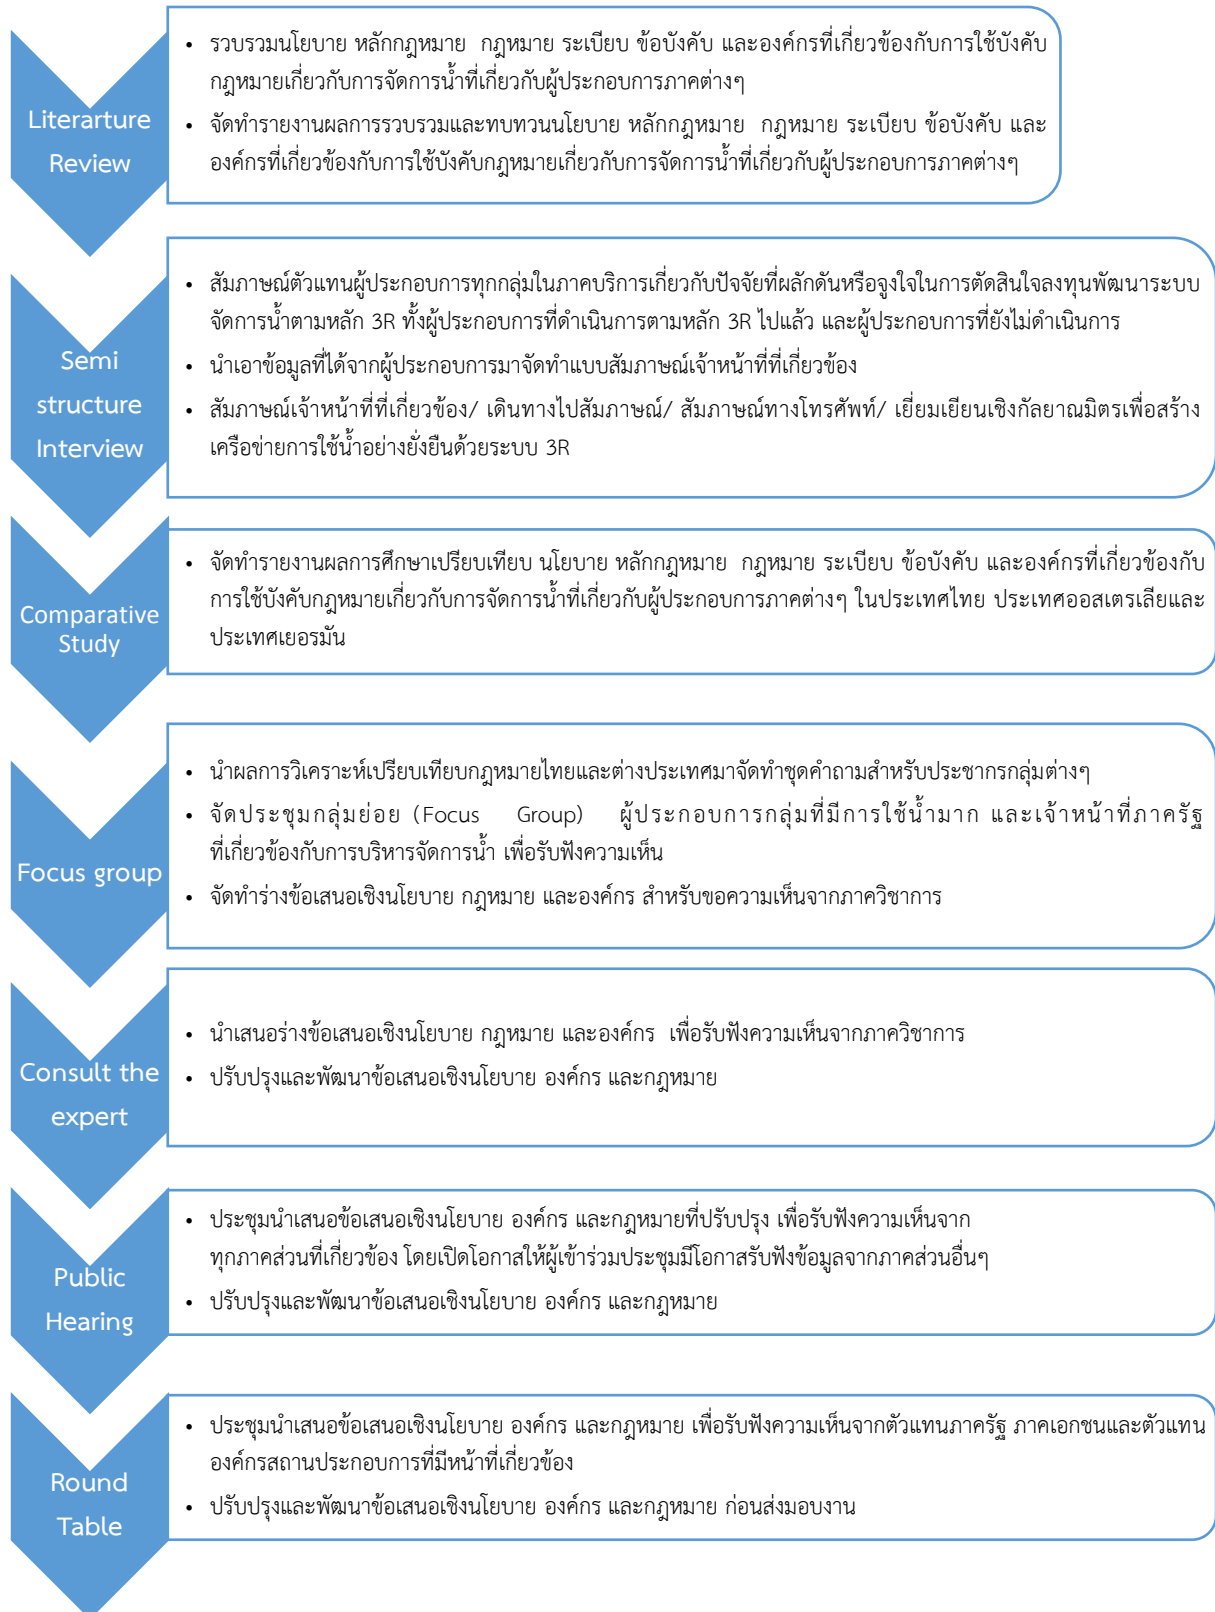 Literarture
Review
• รวบรวมนโยบาย หลักกฎหมาย กฎหมาย ระเบียบ ข้อบังคับ และองค์กรที่เกี่ยวข้องกับการใช้บังคับ
กฎหมายเกี่ยวกับการจัดการน้ำที่เกี่ยวกับผู้ประกอบการภาคต่างๆ
• จัดทำรายงานผลการรวบรวมและทบทวนนโยบาย หลักกฎหมาย กฎหมาย ระเบียบ ข้อบังคับ และ
องค์กรที่เกี่ยวข้องกับการใช้บังคับกฎหมายเกี่ยวกับการจัดการน้ำที่เกี่ยวกับผู้ประกอบการภาคต่างๆ
Semi
structure
Interview
• สัมภาษณ์ตัวแทนผู้ประกอบการทุกกลุ่มในภาคบริการเกี่ยวกับปัจจัยที่ผลักดันหรือจูงใจในการตัดสินใจลงทุนพัฒนาระบบ
จัดการน้ำตามหลัก 3R ทั้งผู้ประกอบการที่ดำเนินการตามหลัก 3R ไปแล้ว และผู้ประกอบการที่ยังไม่ดำเนินการ
• นำเอาข้อมูลที่ได้จากผู้ประกอบการมาจัดทำแบบสัมภาษณ์เจ้าหน้าที่ที่เกี่ยวข้อง
• สัมภาษณ์เจ้าหน้าที่ที่เกี่ยวข้อง/ เดินทางไปสัมภาษณ์/ สัมภาษณ์ทางโทรศัพท์/ เยี่ยมเยียนเชิงกัลยาณมิตรเพื่อสร้าง
เครือข่ายการใช้น้ำอย่างยั่งยืนด้วยระบบ 3R
Comparative
Study
• จัดทำรายงานผลการศึกษาเปรียบเทียบ นโยบาย หลักกฎหมาย กฎหมาย ระเบียบ ข้อบังคับ และองค์กรที่เกี่ยวข้องกับ
การใช้บังคับกฎหมายเกี่ยวกับการจัดการน้ำที่เกี่ยวกับผู้ประกอบการภาคต่างๆ ในประเทศไทย ประเทศออสเตรเลียและ
ประเทศเยอรมัน
Focus group
• นำผลการวิเคราะห์เปรียบเทียบกฎหมายไทยและต่างประเทศมาจัดทำชุดคำถามสำหรับประชากรกลุ่มต่างๆ
• จัดประชุมกลุ่มย่อย (Focus Group) ผู้ประกอบการกลุ่มที่มีการใช้น้ำมาก และเจ้าหน้าที่ภาครัฐ
ที่เกี่ยวข้องกับการบริหารจัดการน้ำ เพื่อรับฟังความเห็น
• จัดทำร่างข้อเสนอเชิงนโยบาย กฎหมาย และองค์กร สำหรับขอความเห็นจากภาควิชาการ
Consult the
expert
• นำเสนอร่างข้อเสนอเชิงนโยบาย กฎหมาย และองค์กร เพื่อรับฟังความเห็นจากภาควิชาการ
• ปรับปรุงและพัฒนาข้อเสนอเชิงนโยบาย องค์กร และกฎหมาย
Public
Hearing
• ประชุมนำเสนอข้อเสนอเชิงนโยบาย องค์กร และกฎหมายที่ปรับปรุง เพื่อรับฟังความเห็นจาก
ทุกภาคส่วนที่เกี่ยวข้อง โดยเปิดโอกาสให้ผู้เข้าร่วมประชุมมีโอกาสรับฟังข้อมูลจากภาคส่วนอื่นๆ
• ปรับปรุงและพัฒนาข้อเสนอเชิงนโยบาย องค์กร และกฎหมาย
Round
Table
• ประชุมนำเสนอข้อเสนอเชิงนโยบาย องค์กร และกฎหมาย เพื่อรับฟังความเห็นจากตัวแทนภาครัฐ ภาคเอกชนและตัวแทน
องค์กรสถานประกอบการที่มีหน้าที่เกี่ยวข้อง
• ปรับปรุงและพัฒนาข้อเสนอเชิงนโยบาย องค์กร และกฎหมาย ก่อนส่งมอบงาน